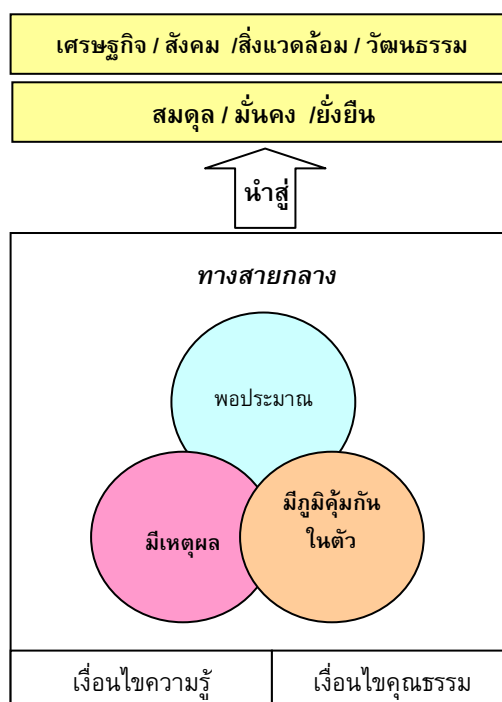 เศรษฐกิจ / สังคม /สิ่งแวดล้อม / วัฒนธรรม
สมดุล / มั่นคง /ยั่งยืน
นำสู่
ทางสายกลาง
พอประมาณ
มีเหตุผล
มีภูมิคุ้มกัน
ในตัว
เงื่อนไขความรู้
เงื่อนไขคุณธรรม